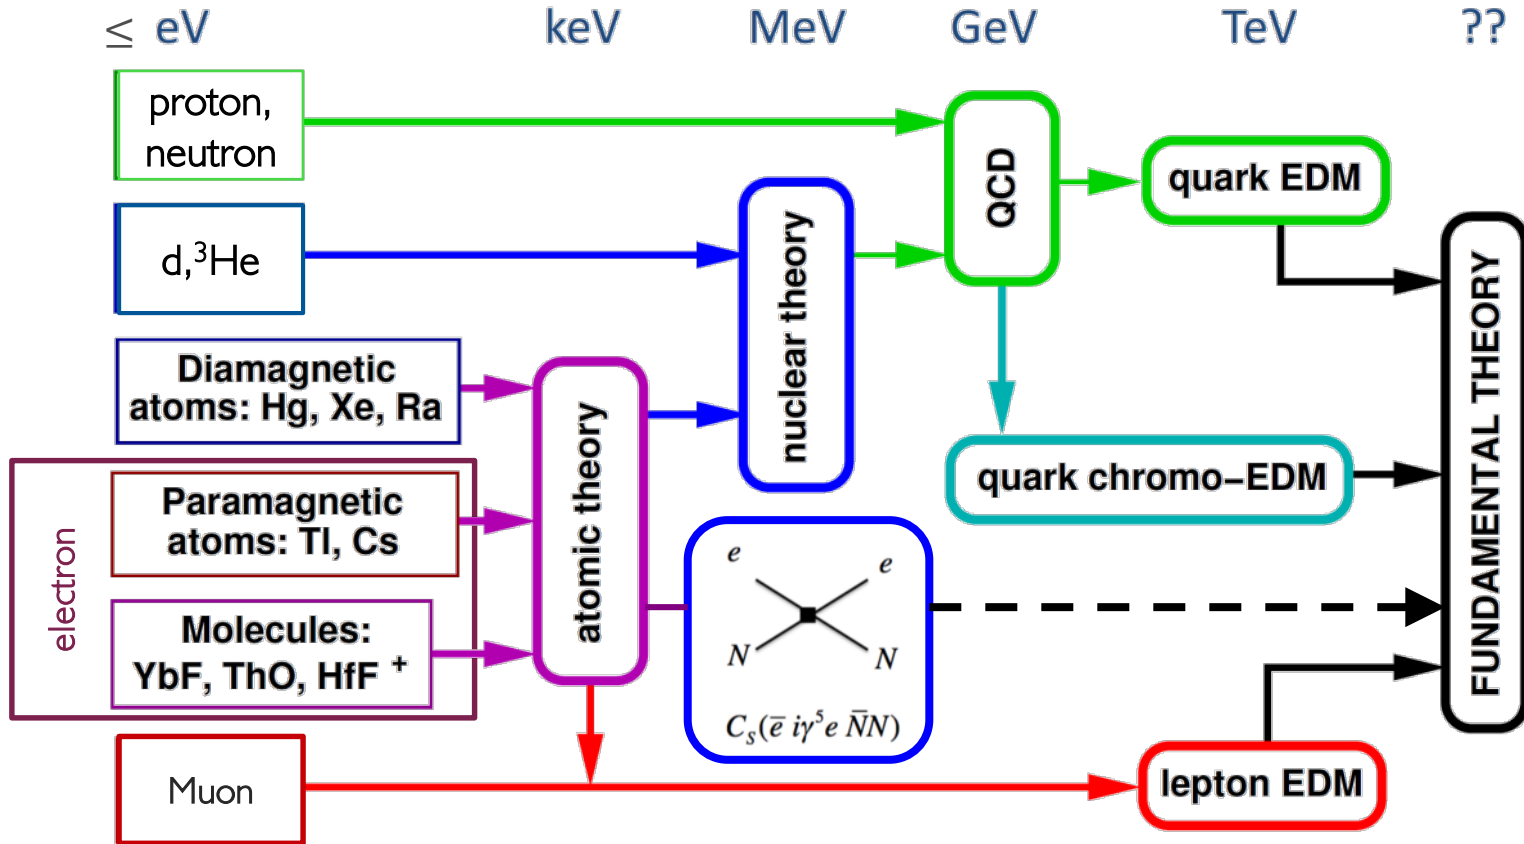 ≤ eV keV MeV GeV TeV ??
proton,
neutron
d,³He
Diamagnetic
atoms: Hg, Xe, Ra
electron
Paramagnetic
atoms: Tl, Cs
Molecules:
YbF, ThO, HfF ⁺
Muon
atomic theory
nuclear theory
QCD
quark EDM
quark chromo–EDM
e e
N N
Cₛ(e̅ iγ⁵e N̅N)
lepton EDM
FUNDAMENTAL THEORY